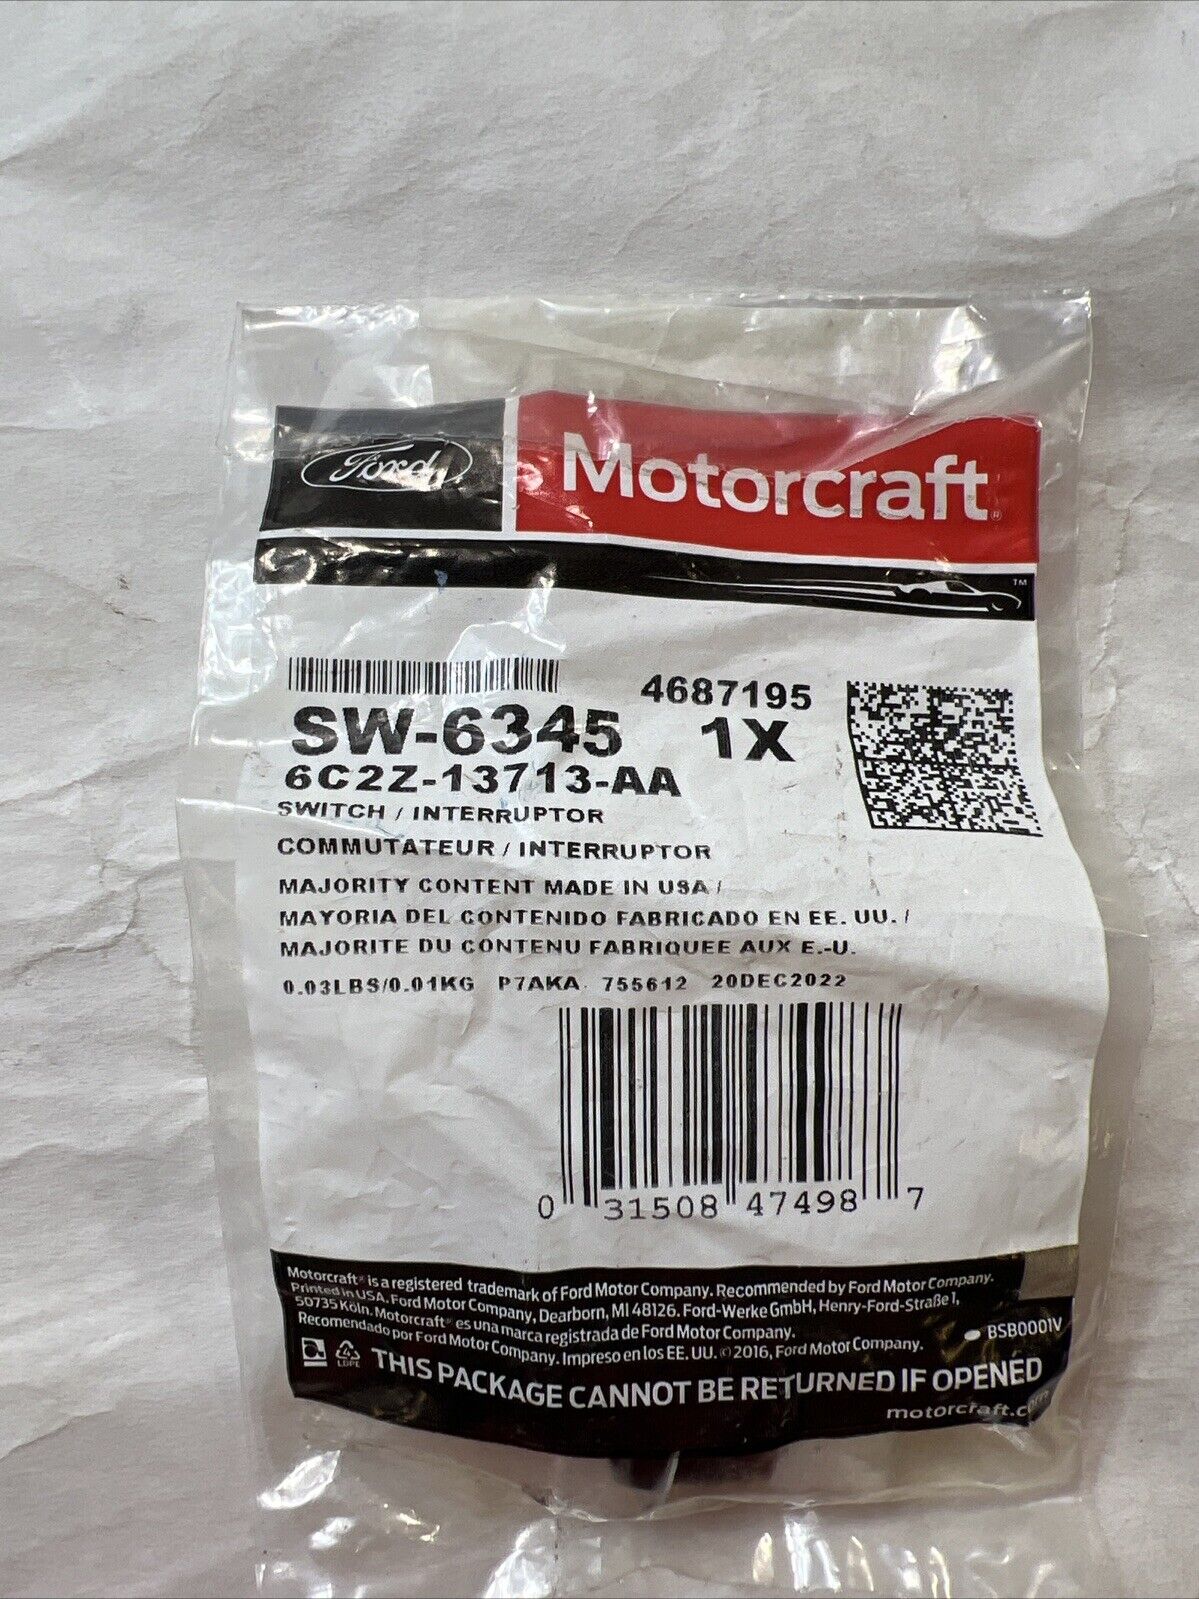 Ford
Motorcraft®
™
4687195
SW-6345 1X
6C2Z-13713-AA
SWITCH / INTERRUPTOR
COMMUTATEUR / INTERRUPTOR
MAJORITY CONTENT MADE IN USA /
MAYORIA DEL CONTENIDO FABRICADO EN EE. UU. /
MAJORITE DU CONTENU FABRIQUEE AUX E.-U.
0.03LBS/0.01KG P7AKA 755612 20DEC2022
0 31508 47498 7
Motorcraft® is a registered trademark of Ford Motor Company. Recommended by Ford Motor Company.
Printed in USA. Ford Motor Company, Dearborn, MI 48126. Ford-Werke GmbH, Henry-Ford-Straße 1,
50735 Köln. Motorcraft® es una marca registrada de Ford Motor Company.
Recomendado por Ford Motor Company. Impreso en los EE. UU. ©2016, Ford Motor Company.
BSB0001V
4
LDPE
THIS PACKAGE CANNOT BE RETURNED IF OPENED
motorcraft.com